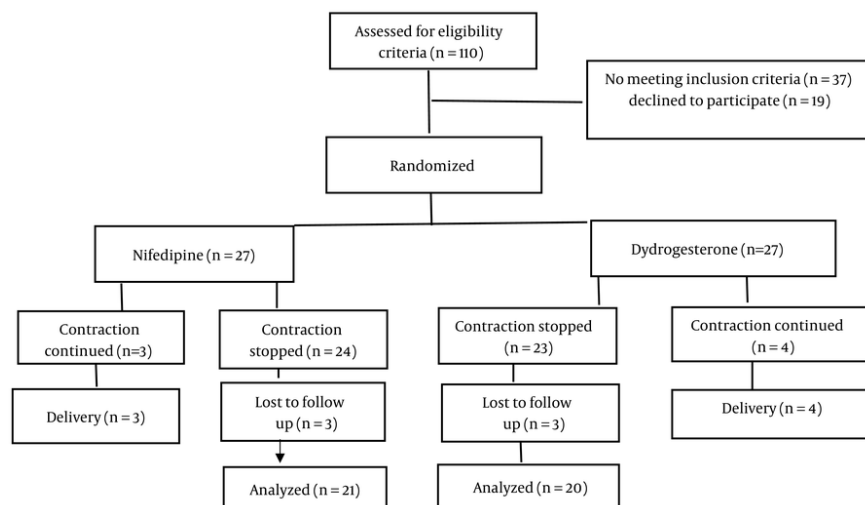 Assessed for eligibility
criteria (n = 110)
No meeting inclusion criteria (n = 37)
declined to participate (n = 19)
Randomized
Nifedipine (n = 27)
Dydrogesterone (n=27)
Contraction
continued (n=3)
Contraction
stopped (n = 24)
Contraction stopped
(n = 23)
Contraction continued
(n = 4)
Delivery (n = 3)
Lost to follow
up (n = 3)
Lost to follow
up (n = 3)
Delivery (n = 4)
Analyzed (n = 21)
Analyzed (n = 20)